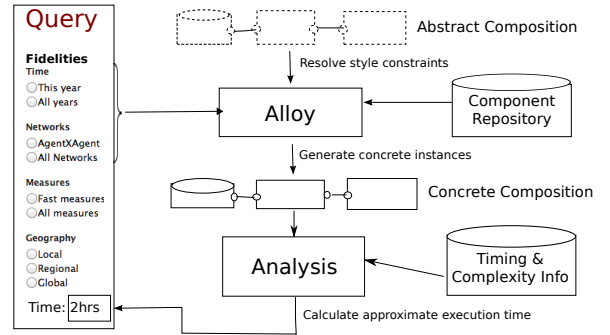 Query
Fidelities
Time
This year
All years
Networks
AgentXAgent
All Networks
Measures
Fast measures
All measures
Geography
Local
Regional
Global
Time: 2hrs
Abstract Composition
Resolve style constraints
Alloy
Component
Repository
Generate concrete instances
Concrete Composition
Analysis
Timing &
Complexity Info
Calculate approximate execution time